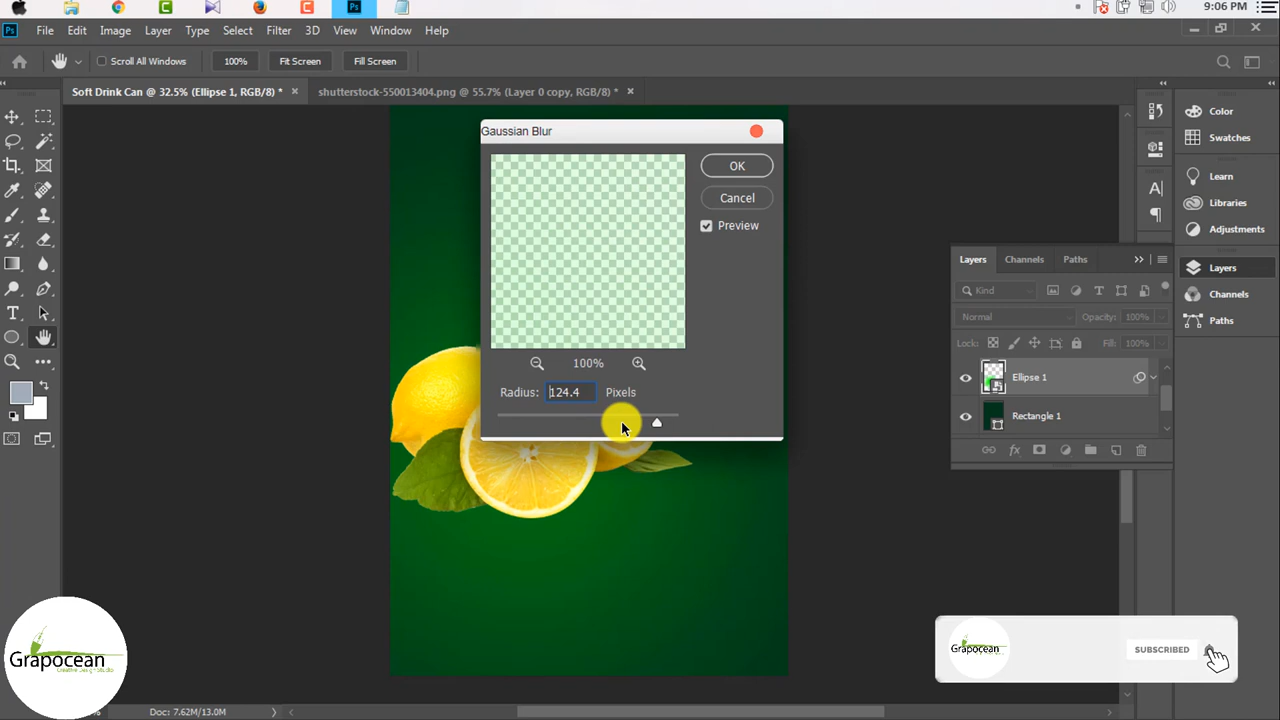 9:06 PM
Ps File Edit Image Layer Type Select Filter 3D View Window Help
Scroll All Windows 100% Fit Screen Fill Screen
Soft Drink Can @ 32.5% (Ellipse 1, RGB/8) * × shutterstock-550013404.png @ 55.7% (Layer 0 copy, RGB/8) * ×
Gaussian Blur
OK
Cancel
Preview
100%
Radius: 124.4 Pixels
Color
Swatches
Learn
Libraries
Adjustments
Layers
Channels
Paths
Layers Channels Paths
Kind
Normal Opacity: 100%
Lock: Fill: 100%
Ellipse 1
Rectangle 1
Grapocean
Creative Design Studio
Grapocean
SUBSCRIBED
Doc: 7.62M/13.0M